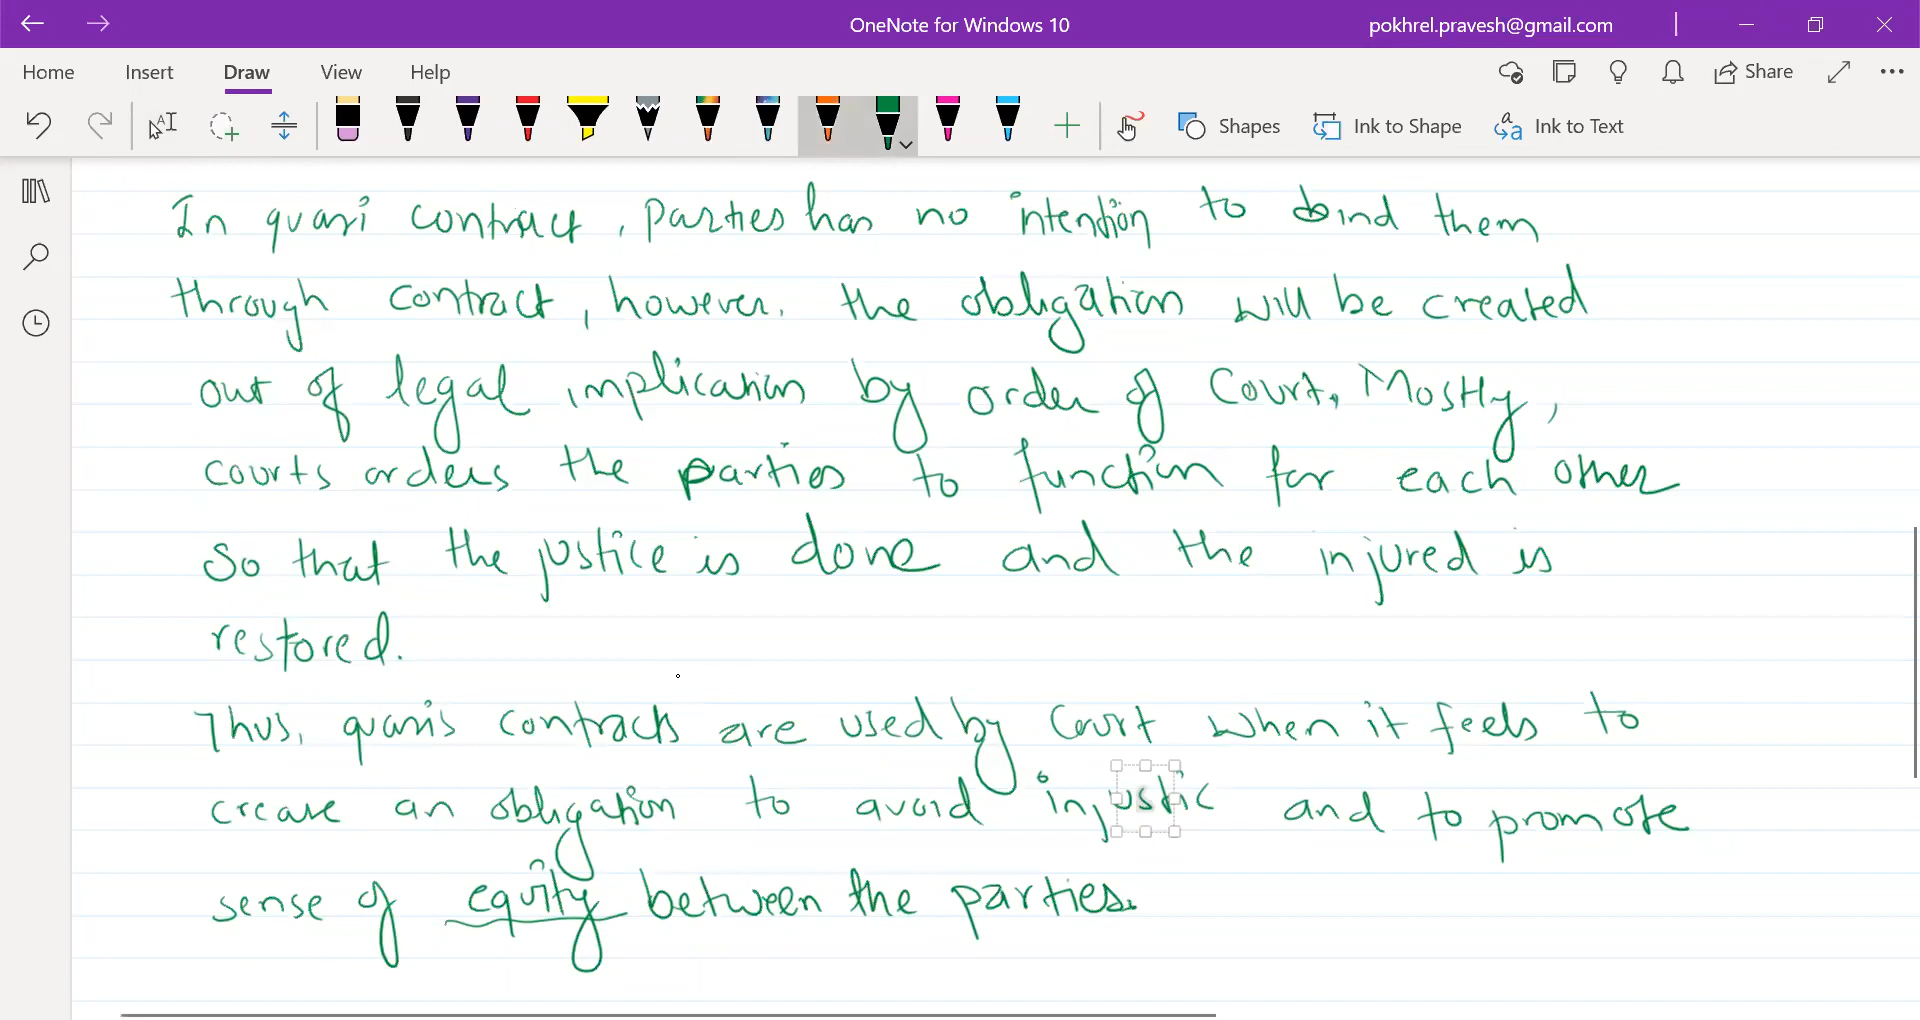 OneNote for Windows 10
pokhrel.pravesh@gmail.com
Home Insert Draw View Help
Share
Shapes Ink to Shape Ink to Text
In quasi contract, parties has no intention to bind them
through contract, however, the obligation will be created
out of legal implication by order of Court. Mostly,
courts orders the parties to function for each other
So that the justice is done and the injured is
restored.
Thus, quasis contracts are used by Court when it feels to
create an obligation to avoid injustic and to promote
sense of equity between the parties.